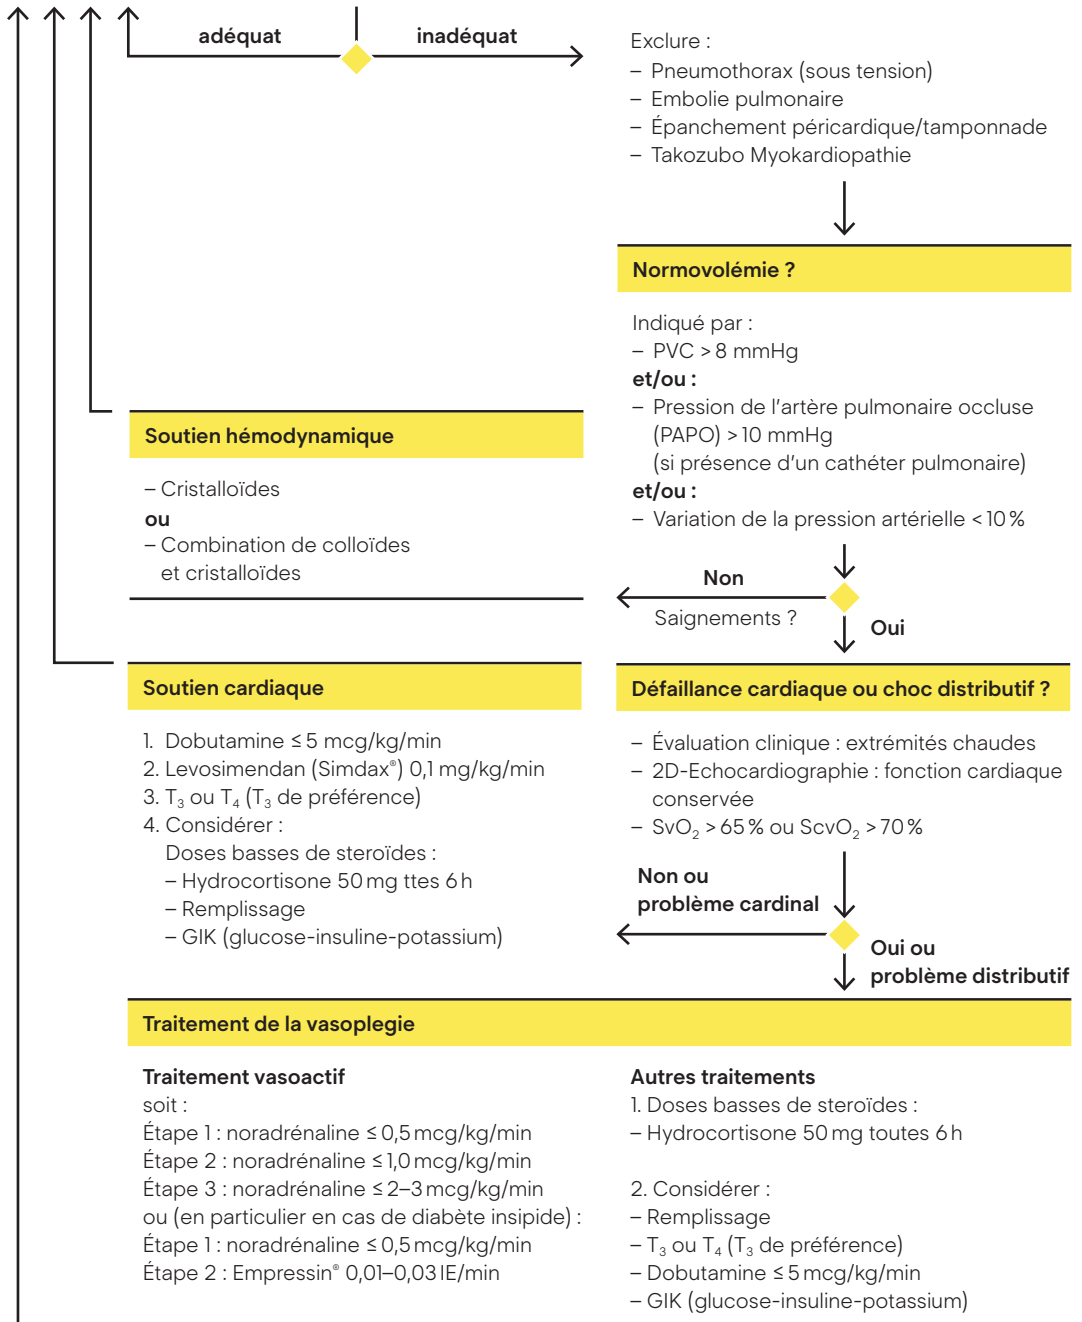 adéquat
inadéquat
Exclure :
– Pneumothorax (sous tension)
– Embolie pulmonaire
– Épanchement péricardique/tamponnade
– Takozubo Myokardiopathie
Normovolémie ?
Indiqué par :
– PVC > 8 mmHg
et/ou :
– Pression de l'artère pulmonaire occluse
(PAPO) > 10 mmHg
(si présence d'un cathéter pulmonaire)
et/ou :
– Variation de la pression artérielle < 10 %
Soutien hémodynamique
– Cristalloïdes
ou
– Combination de colloïdes
et cristalloïdes
Non
Saignements ?
Oui
Soutien cardiaque
1. Dobutamine ≤ 5 mcg/kg/min
2. Levosimendan (Simdax®) 0,1 mg/kg/min
3. T₃ ou T₄ (T₃ de préférence)
4. Considérer :
Doses basses de steroïdes :
– Hydrocortisone 50 mg ttes 6 h
– Remplissage
– GIK (glucose-insuline-potassium)
Défaillance cardiaque ou choc distributif ?
– Évaluation clinique : extrémités chaudes
– 2D-Echocardiographie : fonction cardiaque
conservée
– SvO₂ > 65 % ou ScvO₂ > 70 %
Non ou
problème cardinal
Oui ou
problème distributif
Traitement de la vasoplegie
Traitement vasoactif
soit :
Étape 1 : noradrénaline ≤ 0,5 mcg/kg/min
Étape 2 : noradrénaline ≤ 1,0 mcg/kg/min
Étape 3 : noradrénaline ≤ 2–3 mcg/kg/min
ou (en particulier en cas de diabète insipide) :
Étape 1 : noradrénaline ≤ 0,5 mcg/kg/min
Étape 2 : Empressin® 0,01–0,03 IE/min
Autres traitements
1. Doses basses de steroïdes :
– Hydrocortisone 50 mg toutes 6 h
2. Considérer :
– Remplissage
– T₃ ou T₄ (T₃ de préférence)
– Dobutamine ≤ 5 mcg/kg/min
– GIK (glucose-insuline-potassium)